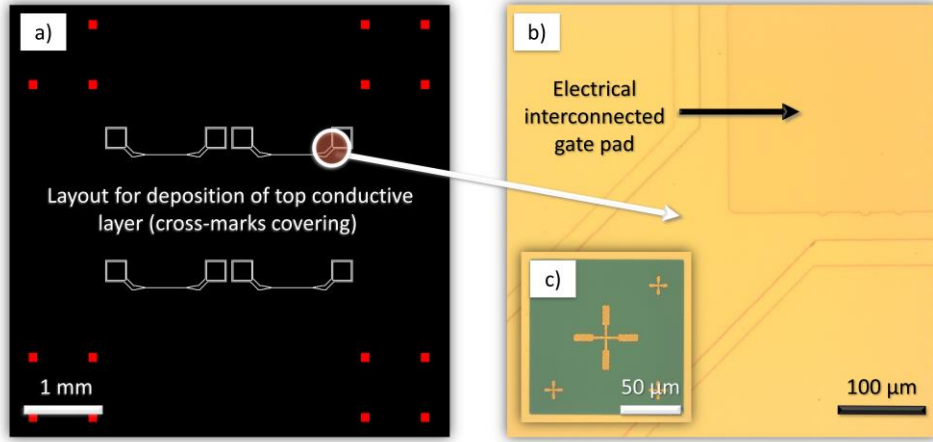 a)
Layout for deposition of top conductive
layer (cross-marks covering)
1 mm
b)
Electrical
interconnected
gate pad
c)
50 µm
100 µm